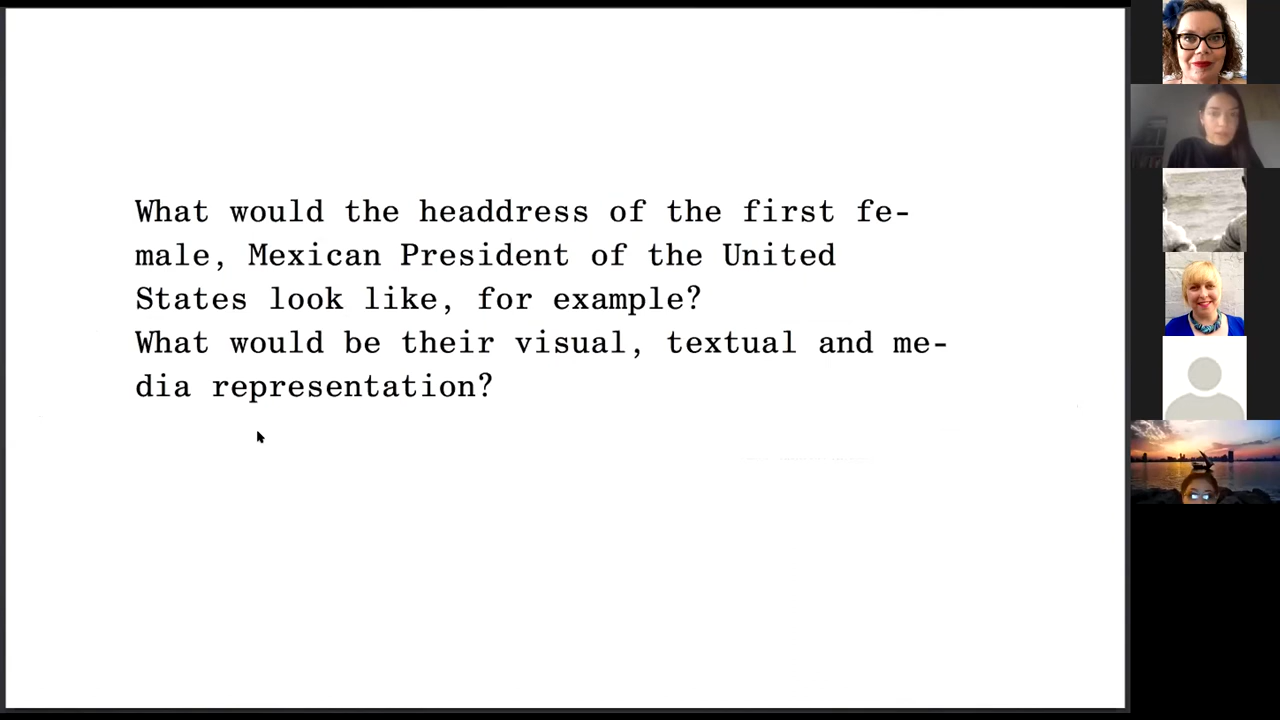 What would the headdress of the first fe-
male, Mexican President of the United
States look like, for example?
What would be their visual, textual and me-
dia representation?